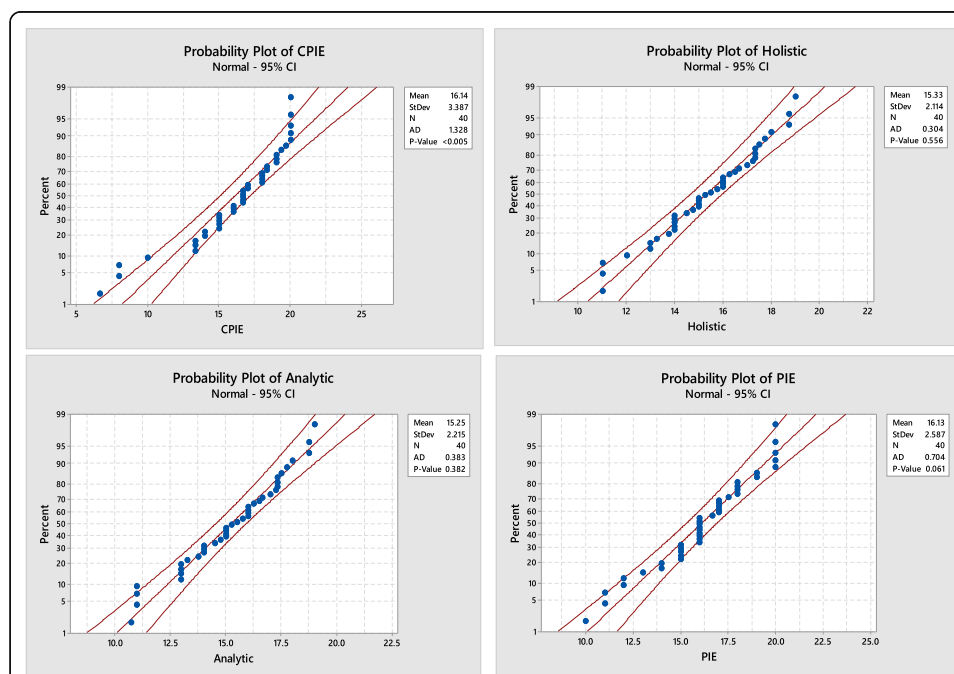 Probability Plot of CPIE
Normal - 95% CI
99
95
90
80
70
60
50
40
30
20
10
5
1
Percent
5 10 15 20 25
CPIE
Mean 16.14
StDev 3.387
N 40
AD 1.328
P-Value <0.005
Probability Plot of Holistic
Normal - 95% CI
99
95
90
80
70
60
50
40
30
20
10
5
1
Percent
10 12 14 16 18 20 22
Holistic
Mean 15.33
StDev 2.114
N 40
AD 0.304
P-Value 0.556
Probability Plot of Analytic
Normal - 95% CI
99
95
90
80
70
60
50
40
30
20
10
5
1
Percent
10.0 12.5 15.0 17.5 20.0 22.5
Analytic
Mean 15.25
StDev 2.215
N 40
AD 0.383
P-Value 0.382
Probability Plot of PIE
Normal - 95% CI
99
95
90
80
70
60
50
40
30
20
10
5
1
Percent
10.0 12.5 15.0 17.5 20.0 22.5 25.0
PIE
Mean 16.13
StDev 2.587
N 40
AD 0.704
P-Value 0.061